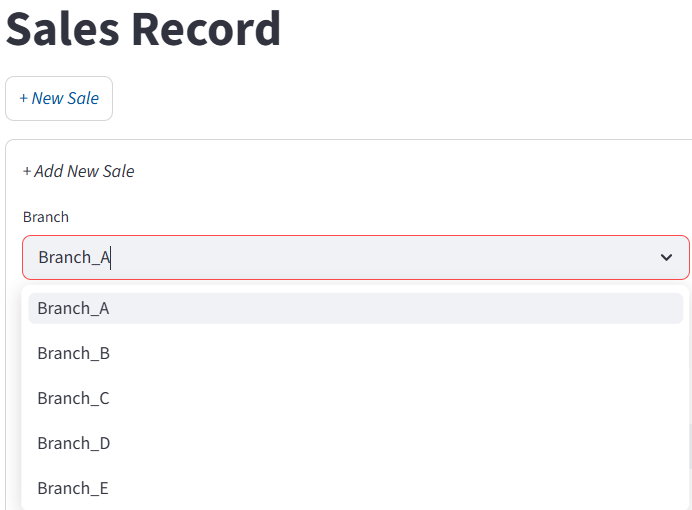 Sales Record
+ New Sale
+ Add New Sale
Branch
Branch_A
Branch_A
Branch_B
Branch_C
Branch_D
Branch_E